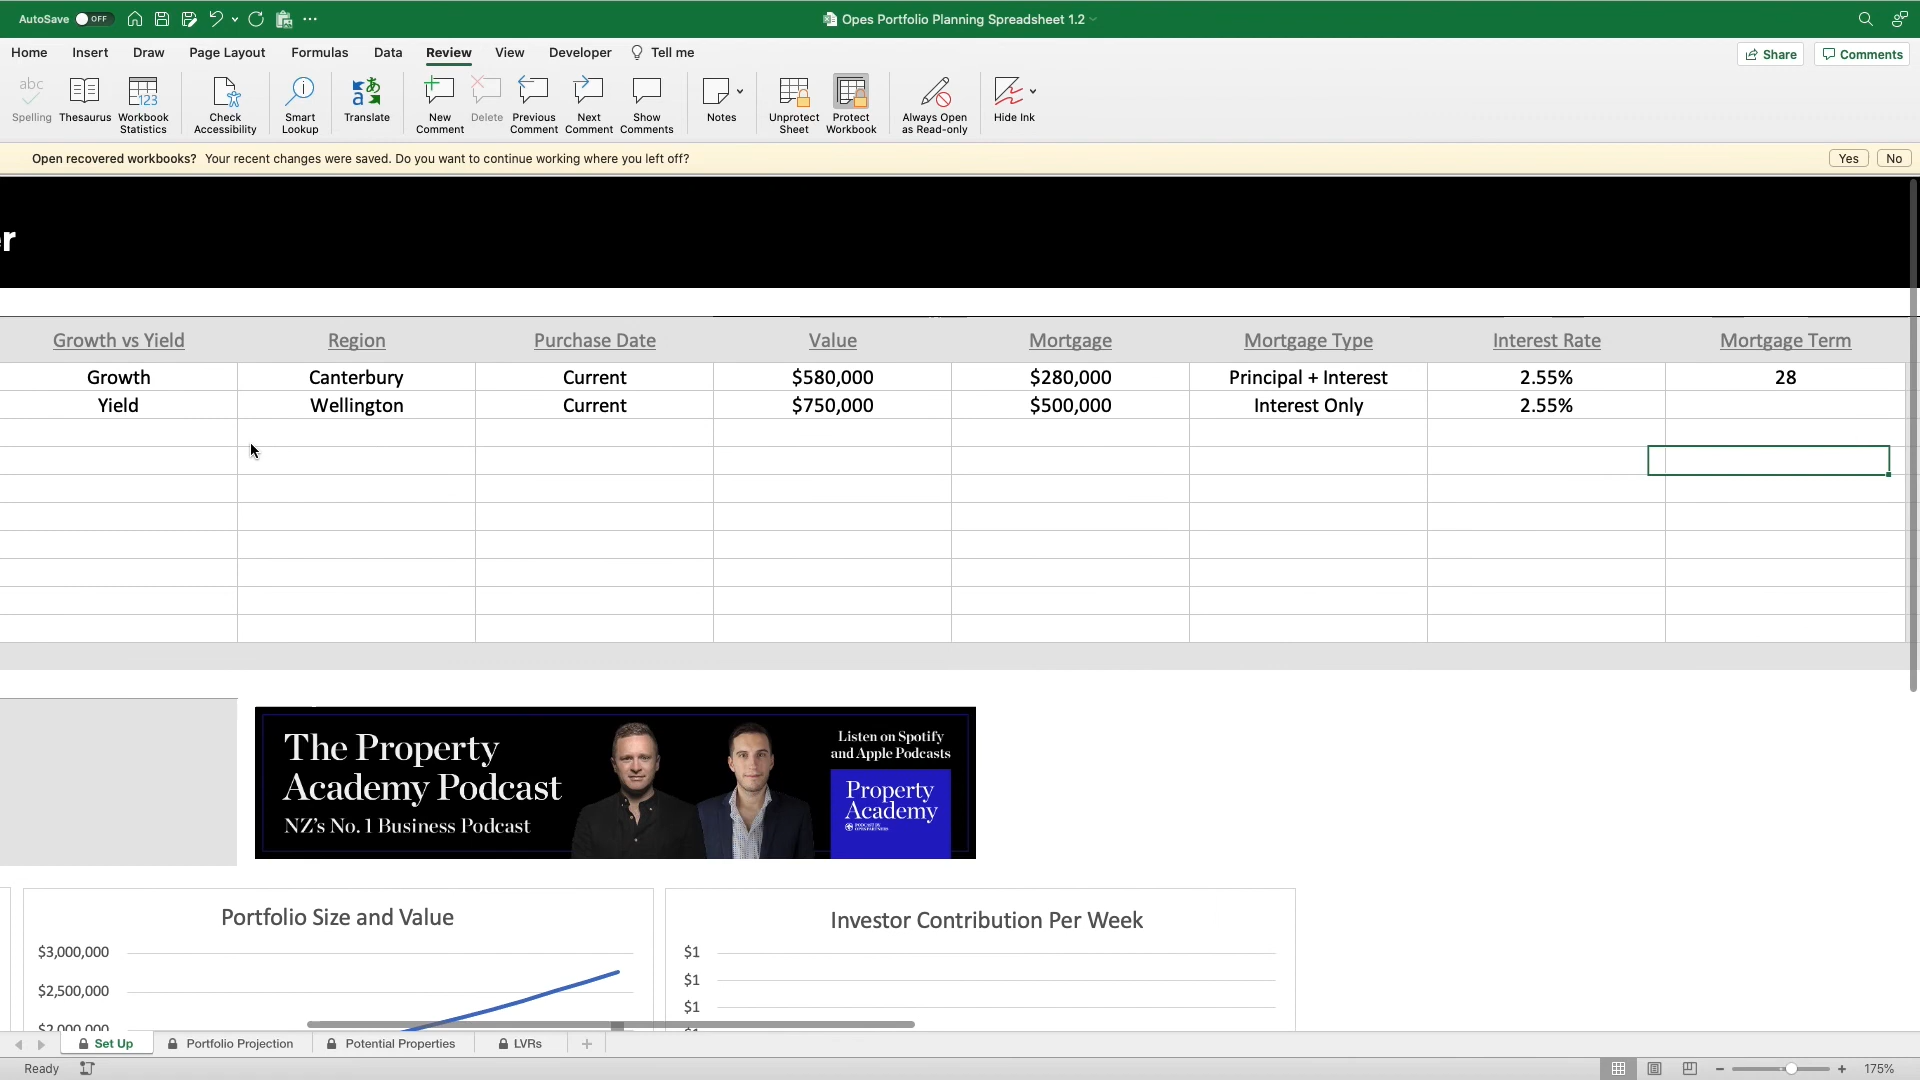 AutoSave OFF
Opes Portfolio Planning Spreadsheet 1.2
Home Insert Draw Page Layout Formulas Data Review View Developer Tell me
Share Comments
abc
Spelling
Thesaurus
123
Workbook
Statistics
Check
Accessibility
Smart
Lookup
Translate
New
Comment
Delete
Previous
Comment
Next
Comment
Show
Comments
Notes
Unprotect
Sheet
Protect
Workbook
Always Open
as Read-only
Hide Ink
Open recovered workbooks? Your recent changes were saved. Do you want to continue working where you left off? Yes No
r
Growth vs Yield Region Purchase Date Value Mortgage Mortgage Type Interest Rate Mortgage Term
Growth Canterbury Current $580,000 $280,000 Principal + Interest 2.55% 28
Yield Wellington Current $750,000 $500,000 Interest Only 2.55%
The Property
Academy Podcast
NZ's No. 1 Business Podcast
Listen on Spotify
and Apple Podcasts
Property
Academy
Portfolio Size and Value
$3,000,000
$2,500,000
$2,000,000
Investor Contribution Per Week
$1
$1
$1
$1
Set Up Portfolio Projection Potential Properties LVRs
Ready
175%